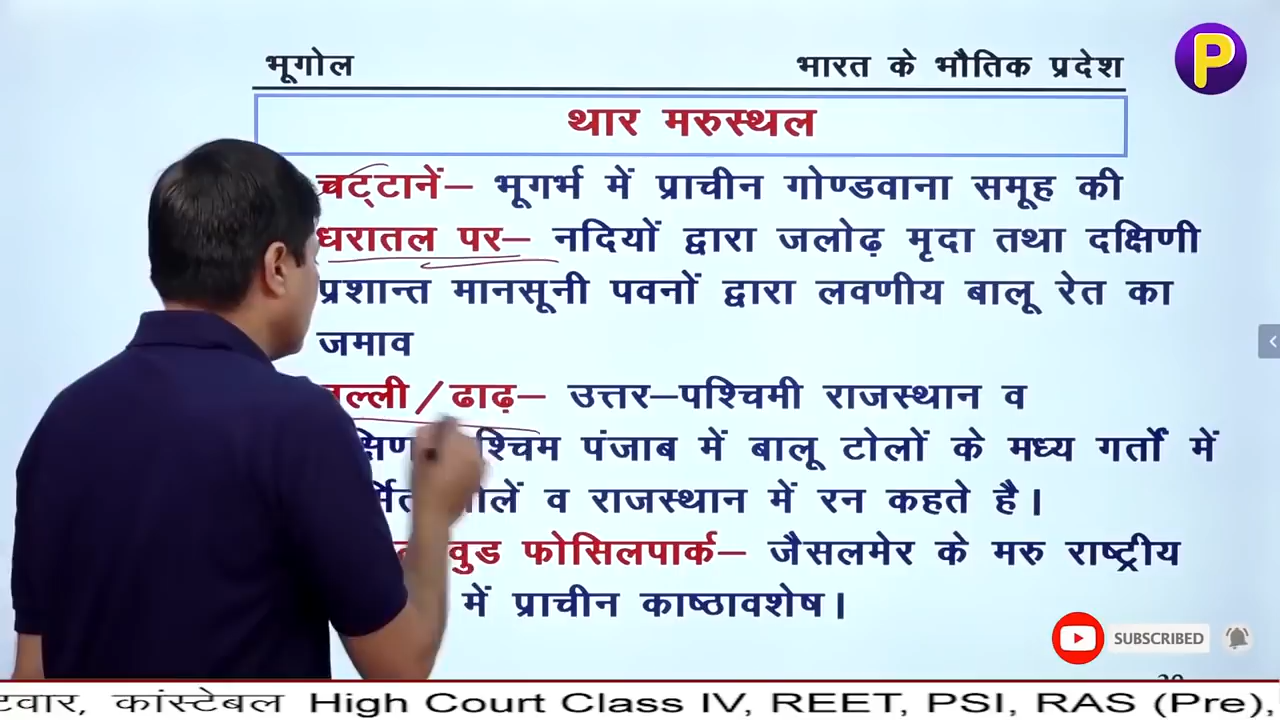 भूगोल भारत के भौतिक प्रदेश
P
थार मरुस्थल
चट्टानें– भूगर्भ में प्राचीन गोण्डवाना समूह की
धरातल पर– नदियों द्वारा जलोढ़ मृदा तथा दक्षिणी
प्रशान्त मानसूनी पवनों द्वारा लवणीय बालू रेत का
जमाव
ढाढ़– उत्तर–पश्चिमी राजस्थान व
पंजाब में बालू टोलों के मध्य गर्तों में
व राजस्थान में रन कहते है।
वुड फोसिलपार्क– जैसलमेर के मरु राष्ट्रीय
में प्राचीन काष्ठावशेष।
SUBSCRIBED
कांस्टेबल High Court Class IV, REET, PSI, RAS (Pre),